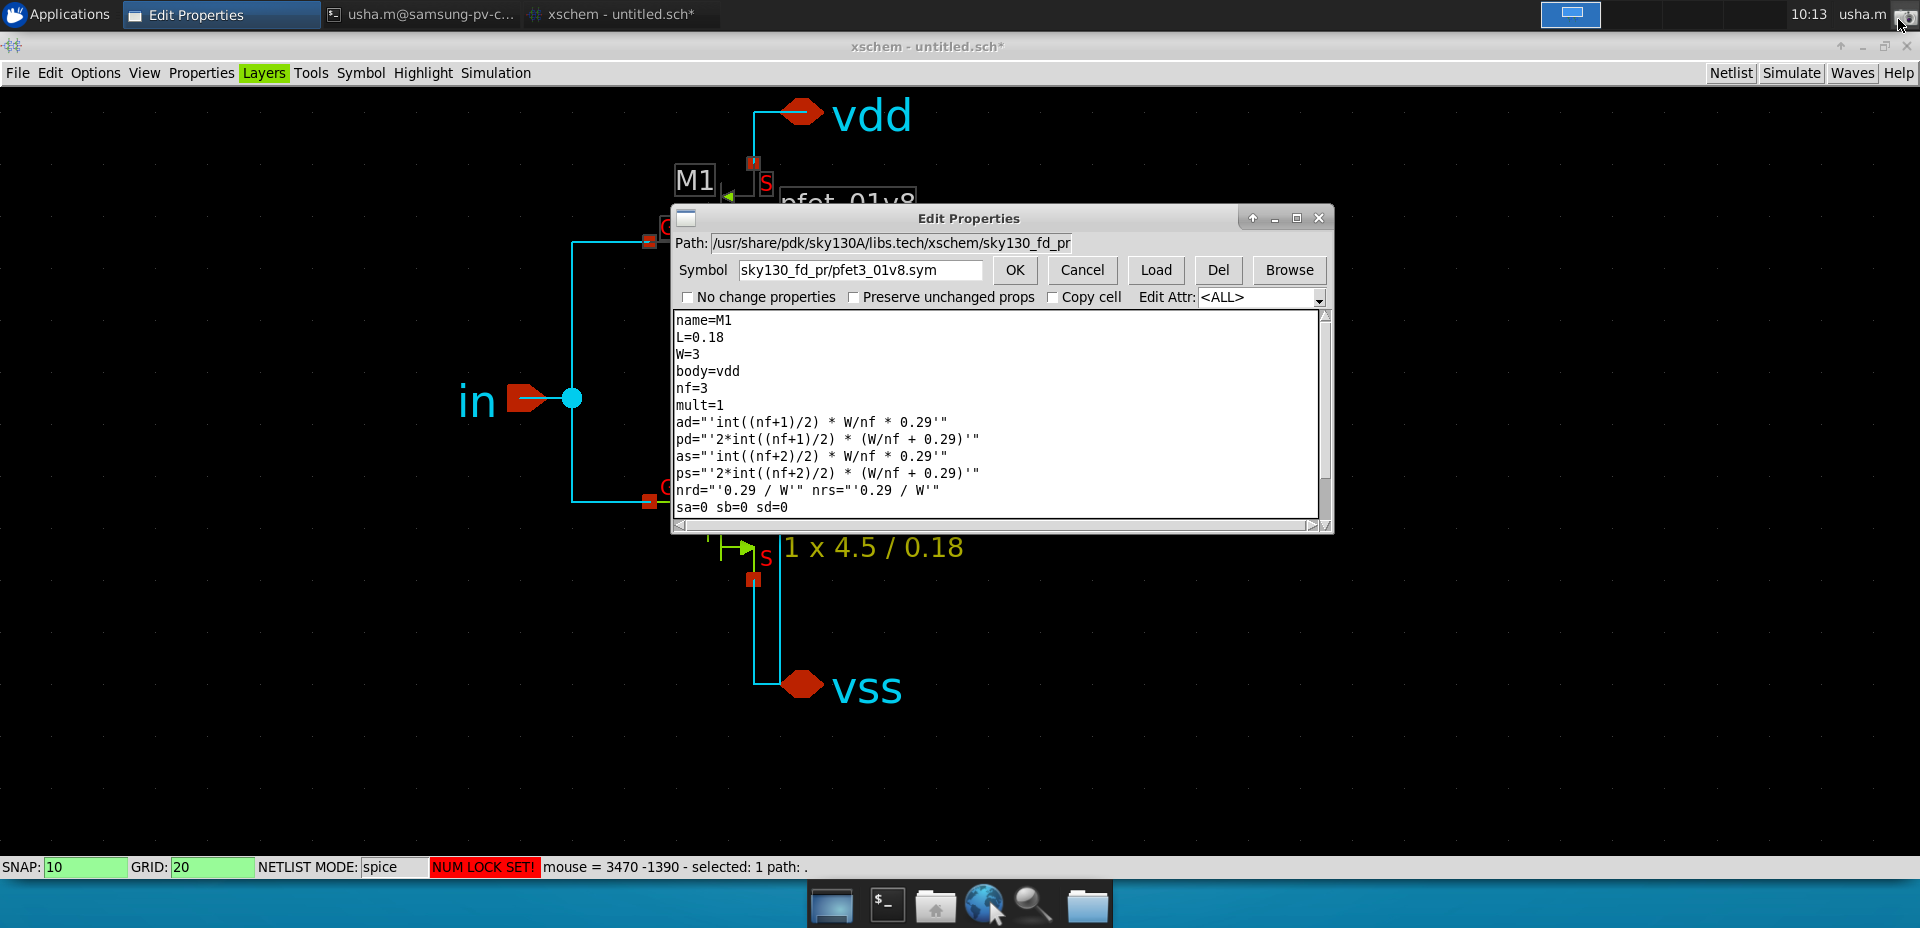 Applications
Edit Properties
usha.m@samsung-pv-c...
xschem - untitled.sch*
10:13
usha.m
xschem - untitled.sch*
File Edit Options View Properties Layers Tools Symbol Highlight Simulation
Netlist Simulate Waves Help
vdd
M1
S
pfet_01v8
Edit Properties
Path: /usr/share/pdk/sky130A/libs.tech/xschem/sky130_fd_pr
Symbol sky130_fd_pr/pfet3_01v8.sym OK Cancel Load Del Browse
No change properties Preserve unchanged props Copy cell Edit Attr: <ALL>
name=M1
L=0.18
W=3
body=vdd
nf=3
mult=1
ad="'int((nf+1)/2) * W/nf * 0.29'"
pd="'2*int((nf+1)/2) * (W/nf + 0.29)'"
as="'int((nf+2)/2) * W/nf * 0.29'"
ps="'2*int((nf+2)/2) * (W/nf + 0.29)'"
nrd="'0.29 / W'" nrs="'0.29 / W'"
sa=0 sb=0 sd=0
in
G
G
1 x 4.5 / 0.18
S
vss
SNAP: 10 GRID: 20 NETLIST MODE: spice NUM LOCK SET! mouse = 3470 -1390 - selected: 1 path: .
$_